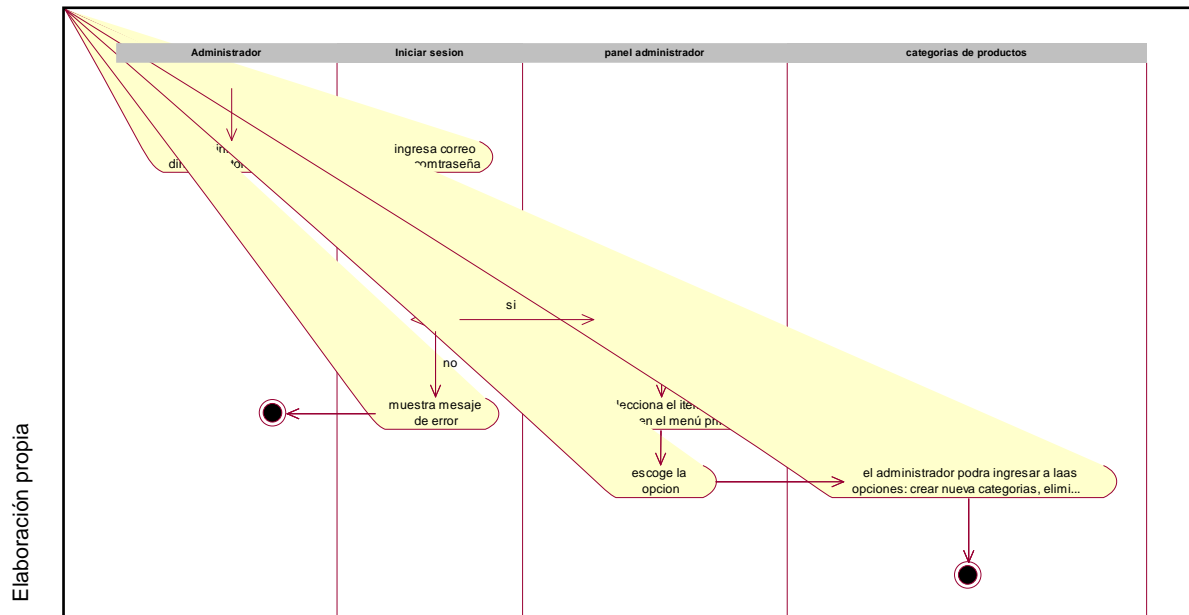 Administrador
Iniciar sesion
panel administrador
categorias de productos
ingresa correo
si
no
muestra mesaje
de error
en el menú
escoge la
opcion
el administrador podra ingresar a laas
opciones: crear nueva categorias, elimi...
Elaboración propia